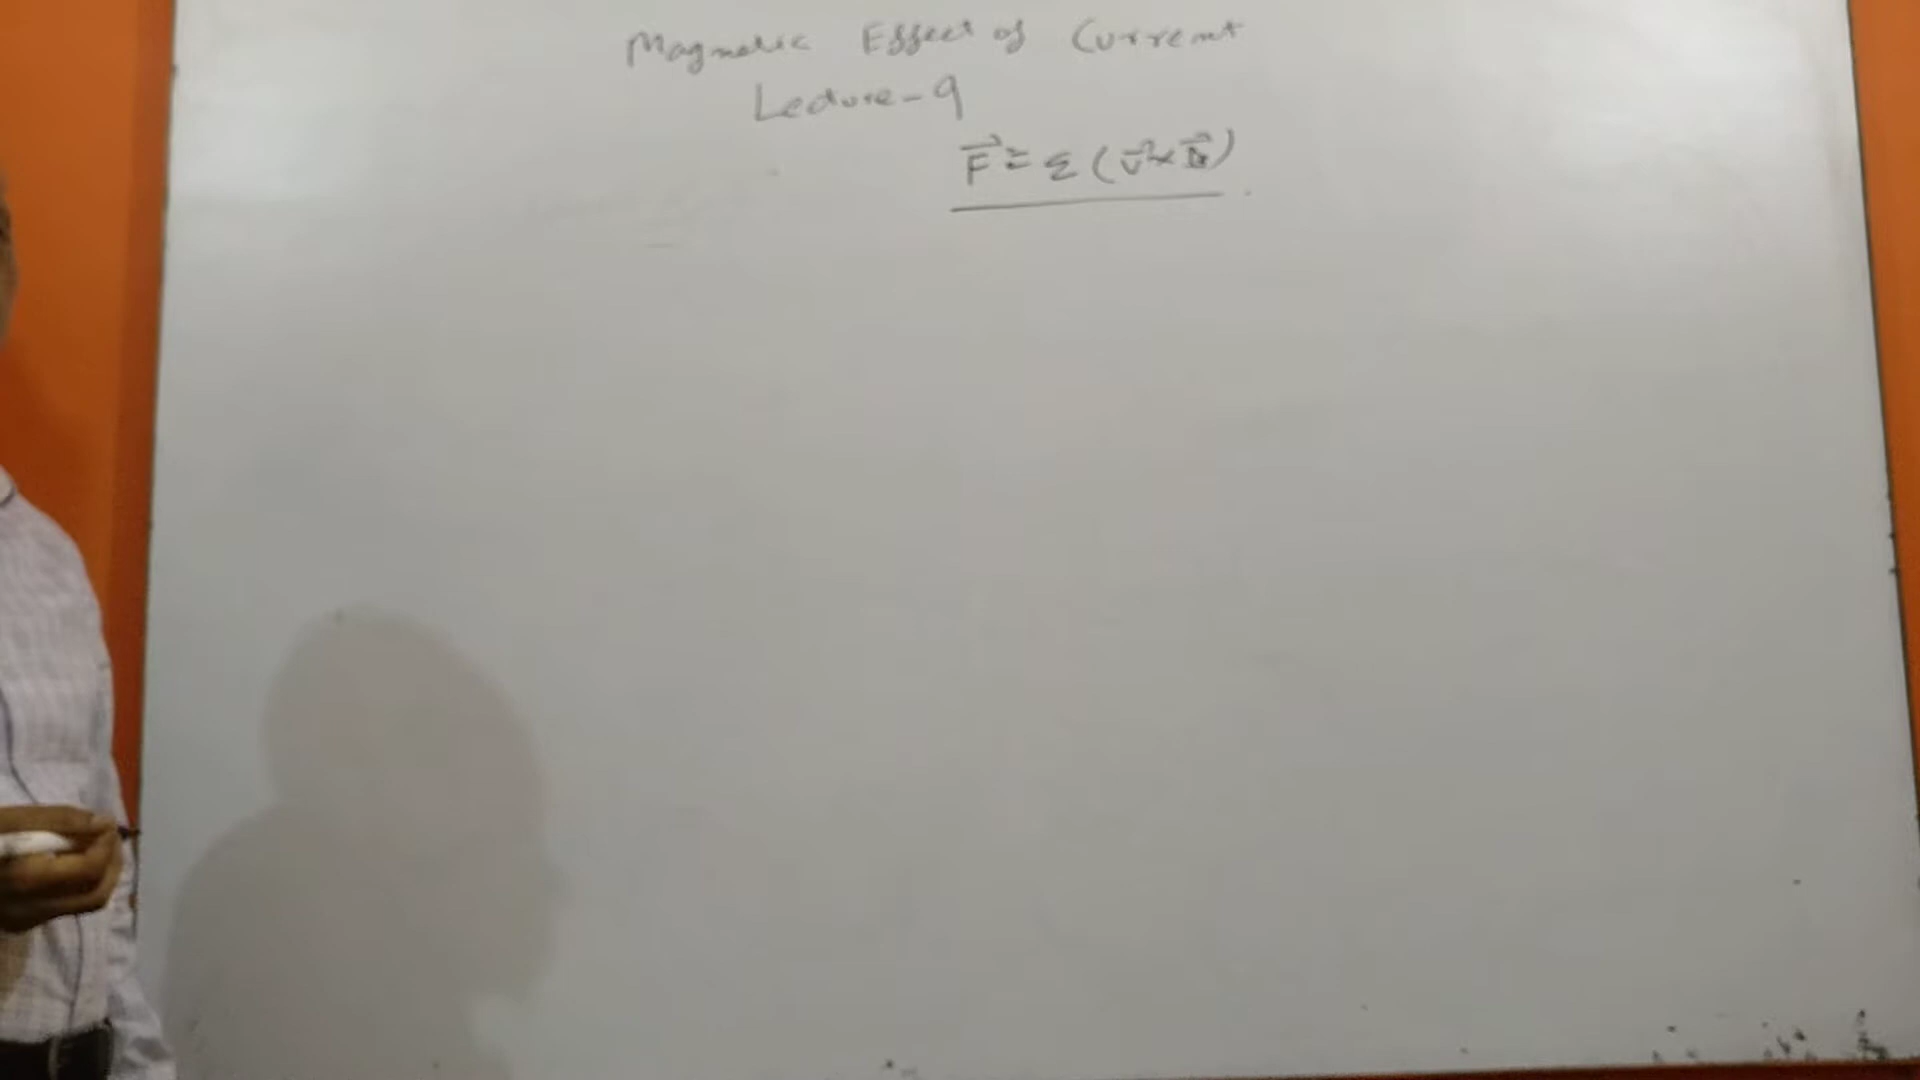 Magnetic Effect of Current
Lecture-9
F⃗ = q (v⃗ × B⃗)